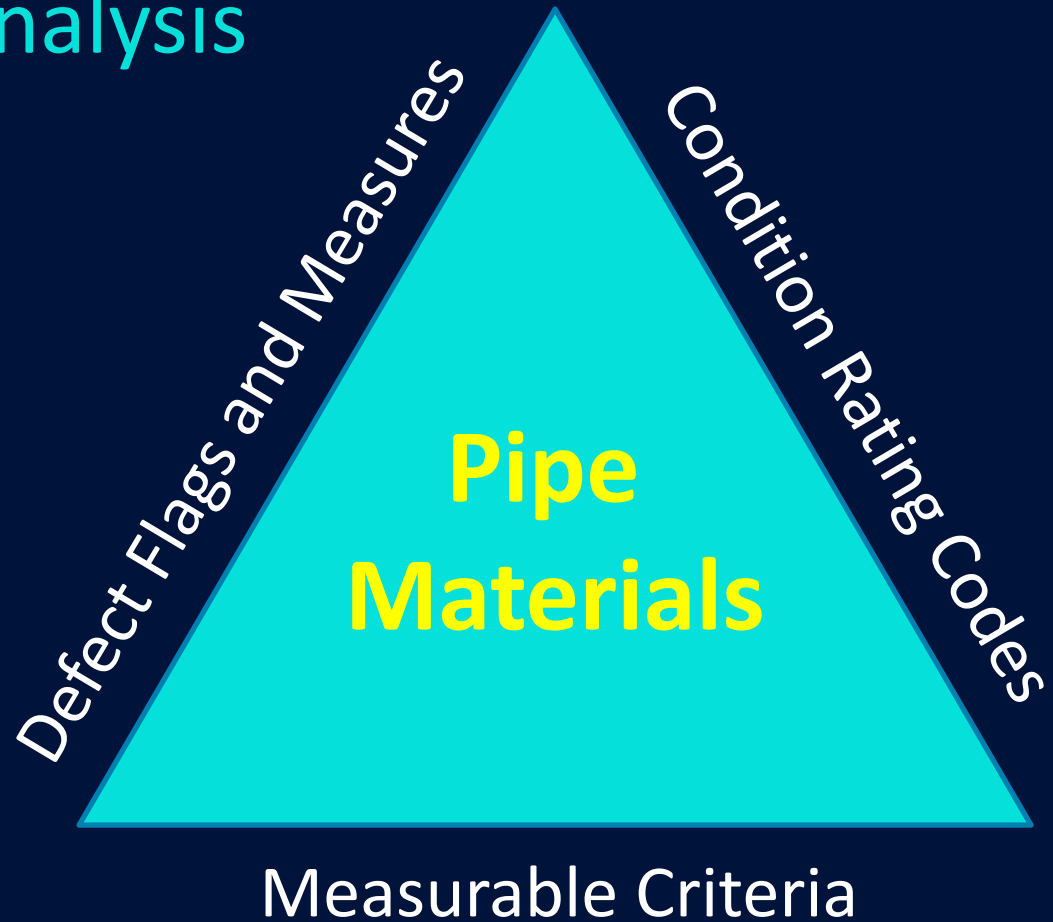 nalysis
Defect Flags and Measures
Condition Rating Codes
Pipe
Materials
Measurable Criteria